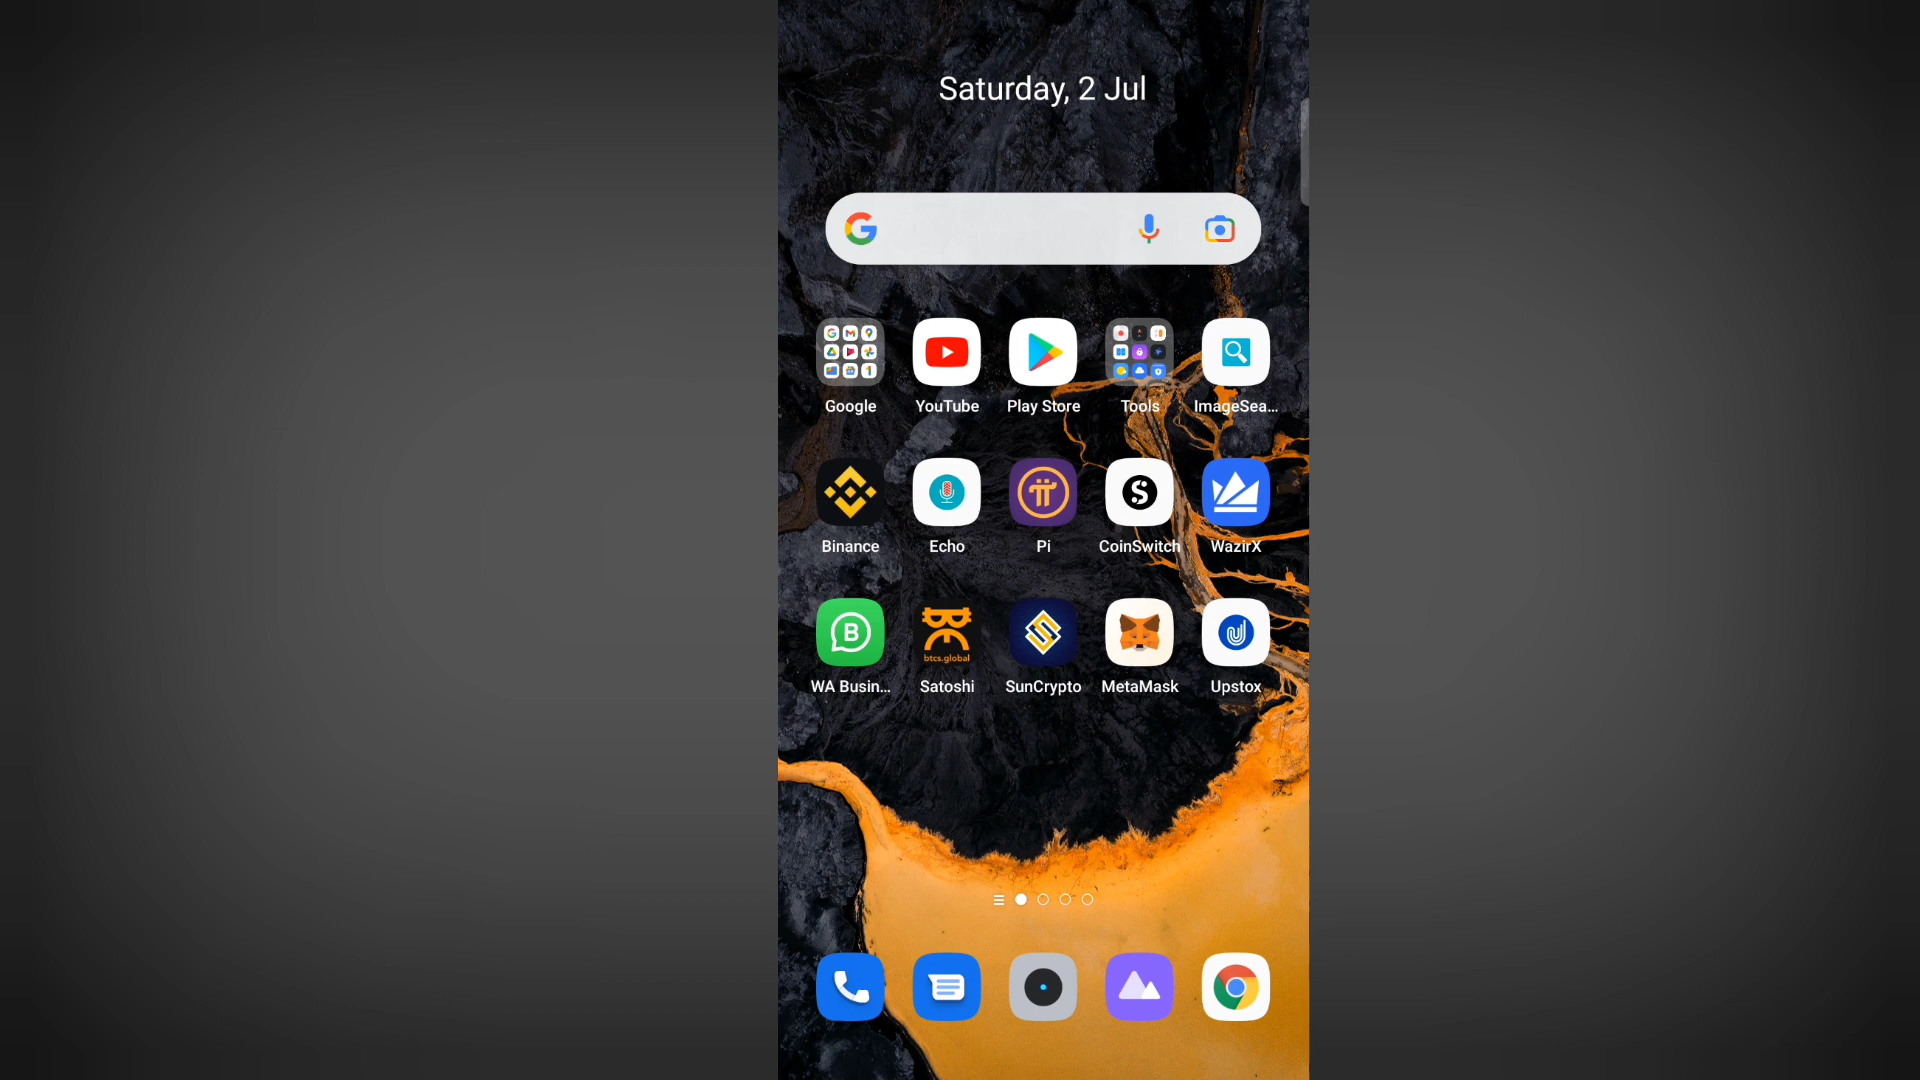 Saturday, 2 Jul
Google
YouTube
Play Store
Tools
ImageSea...
Binance
Echo
Pi
CoinSwitch
WazirX
B
btcs.global
WA Busin...
Satoshi
SunCrypto
MetaMask
Upstox